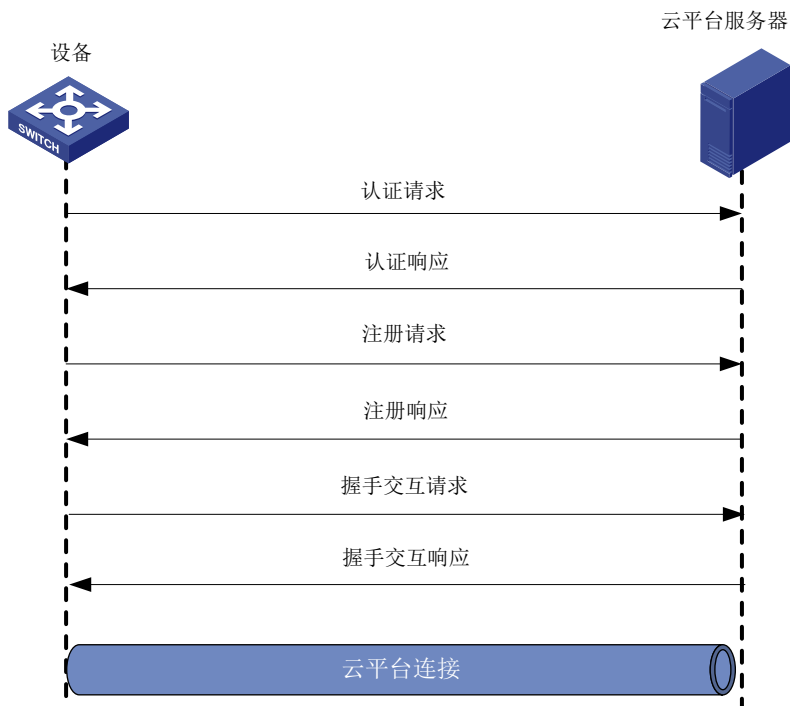 云平台服务器
设备
SWITCH
认证请求
认证响应
注册请求
注册响应
握手交互请求
握手交互响应
云平台连接